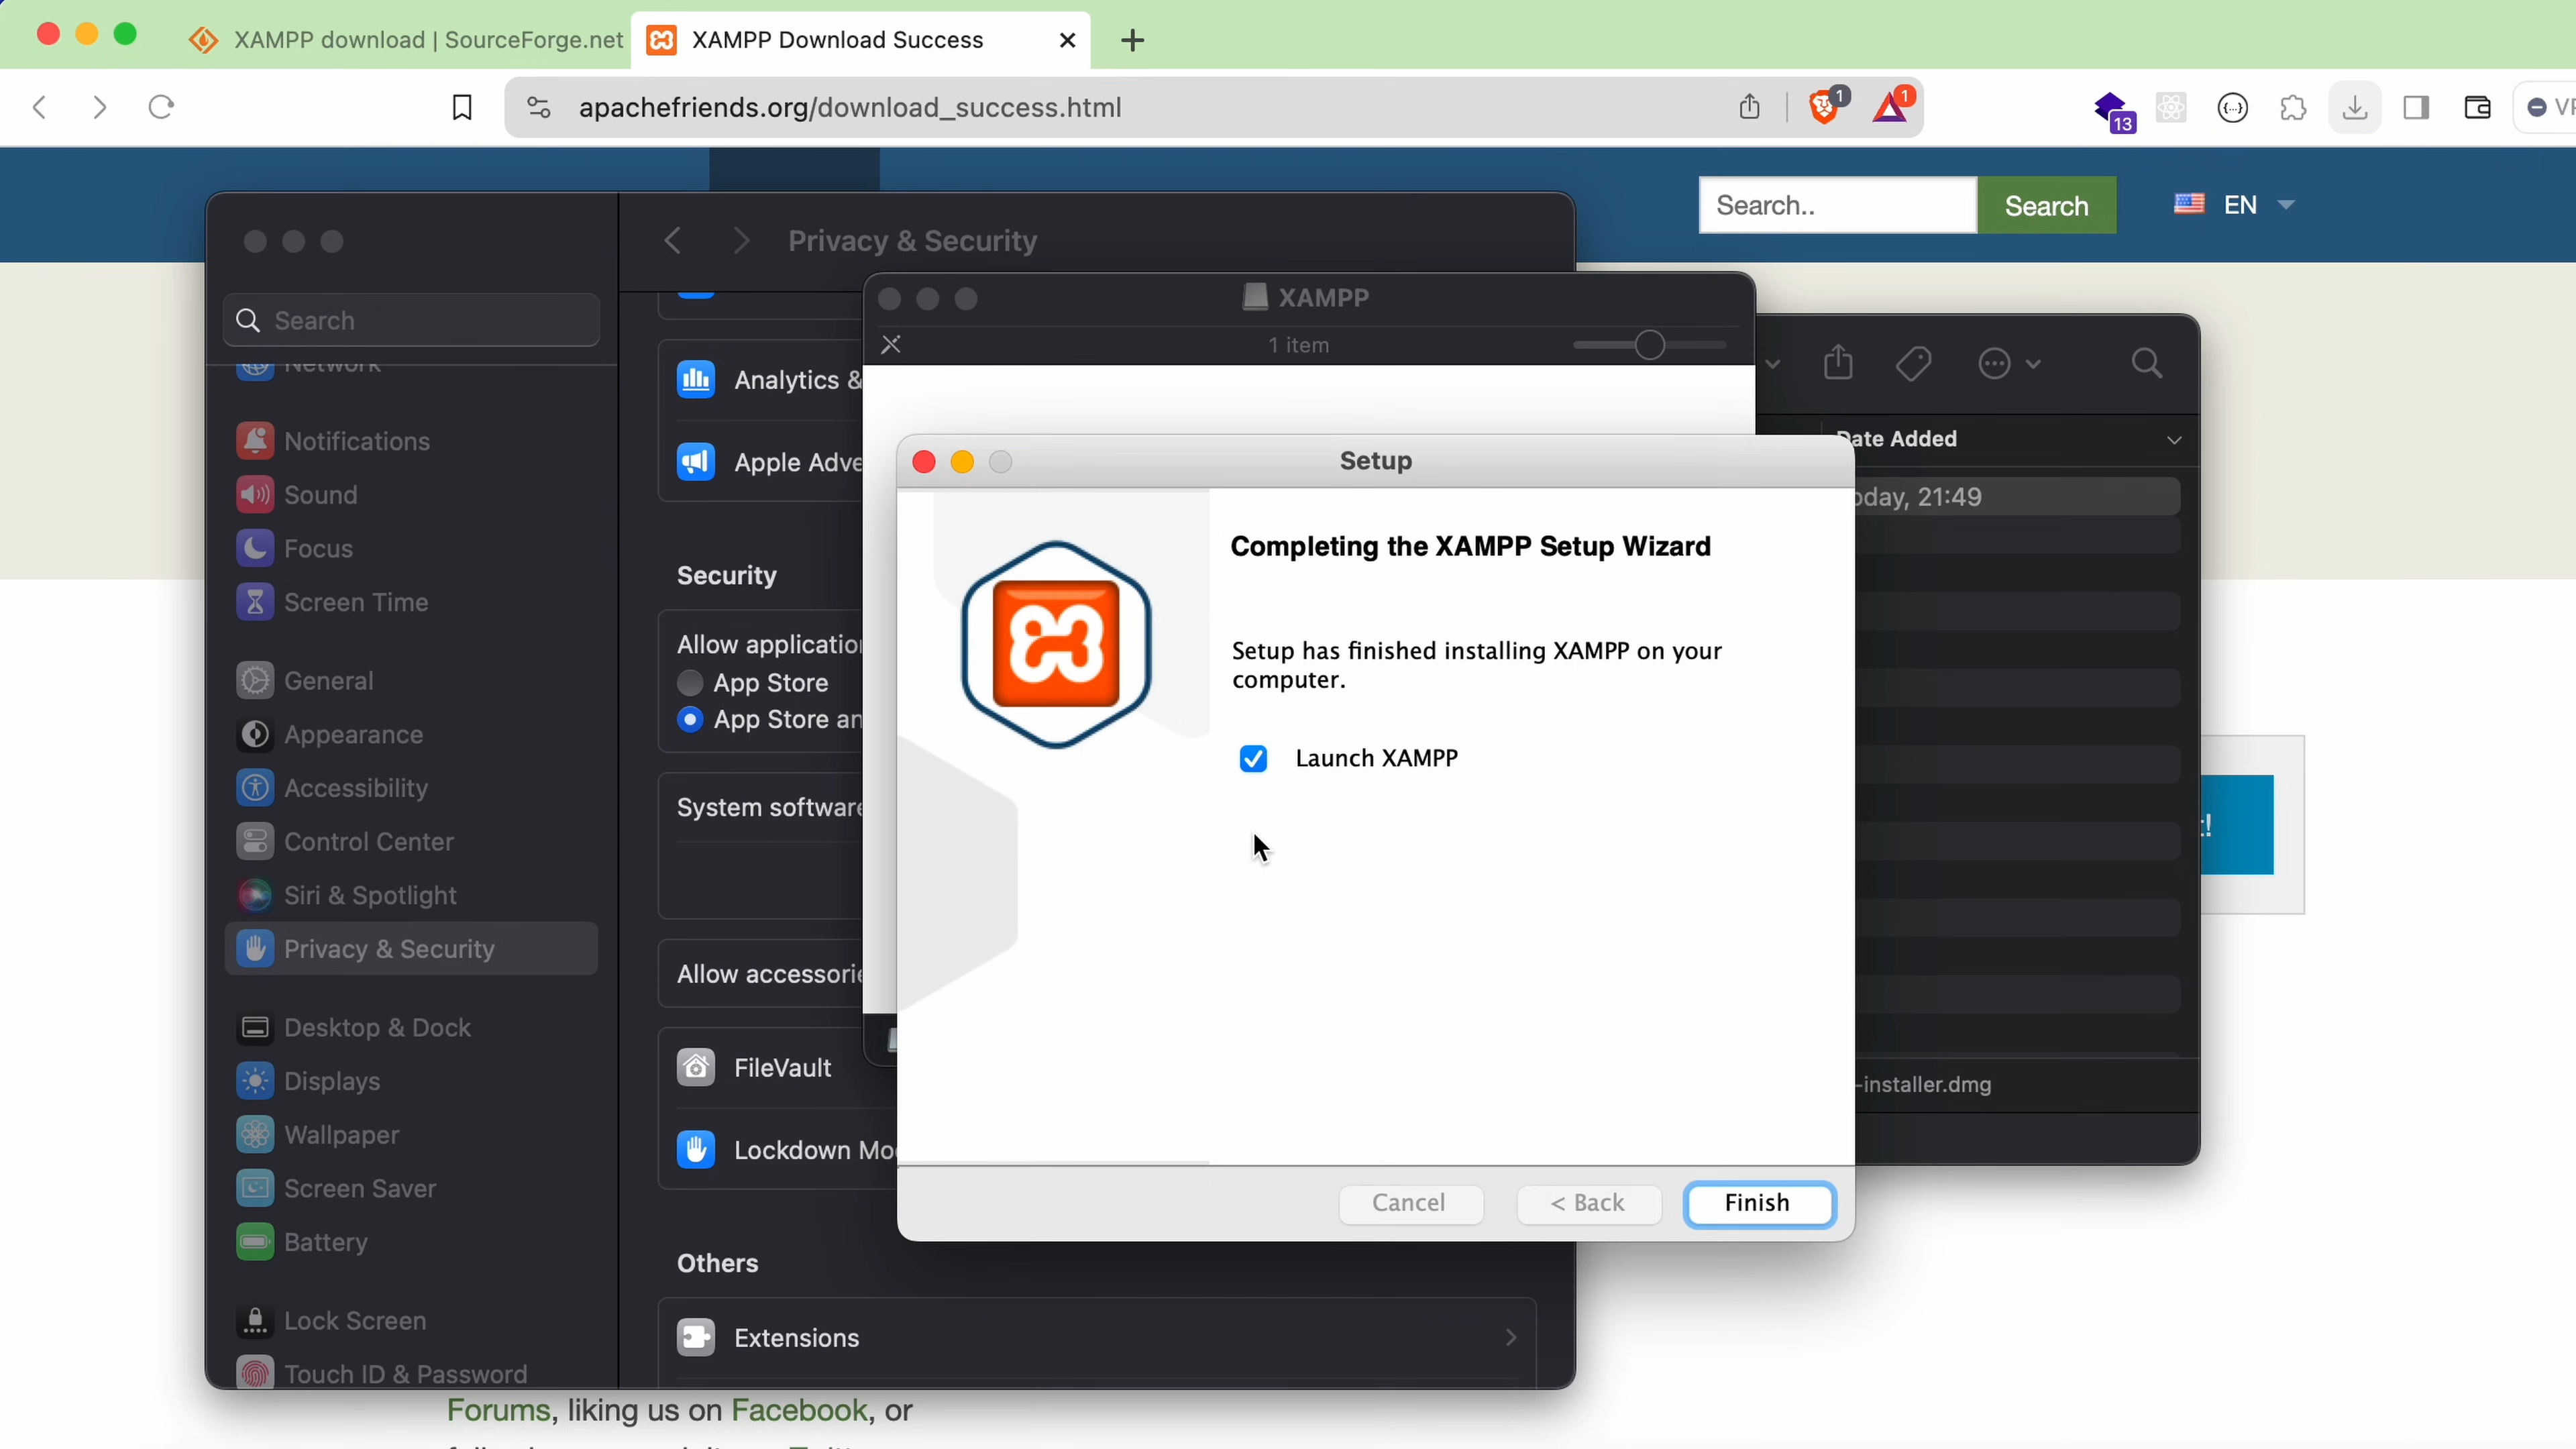 XAMPP download | SourceForge.net
XAMPP Download Success
apachefriends.org/download_success.html
1
1
13
Search..
Search
EN
Privacy & Security
Search
Network
Notifications
Sound
Focus
Screen Time
General
Appearance
Accessibility
Control Center
Siri & Spotlight
Privacy & Security
Desktop & Dock
Displays
Wallpaper
Screen Saver
Battery
Lock Screen
Touch ID & Password
Analytics &
Apple Adve
Security
Allow application
App Store
App Store an
System software
Allow accessorie
FileVault
Lockdown Mo
Others
Extensions
XAMPP
1 item
Date Added
oday, 21:49
-installer.dmg
Setup
Completing the XAMPP Setup Wizard
Setup has finished installing XAMPP on your
computer.
Launch XAMPP
Cancel
< Back
Finish
Forums, liking us on Facebook, or